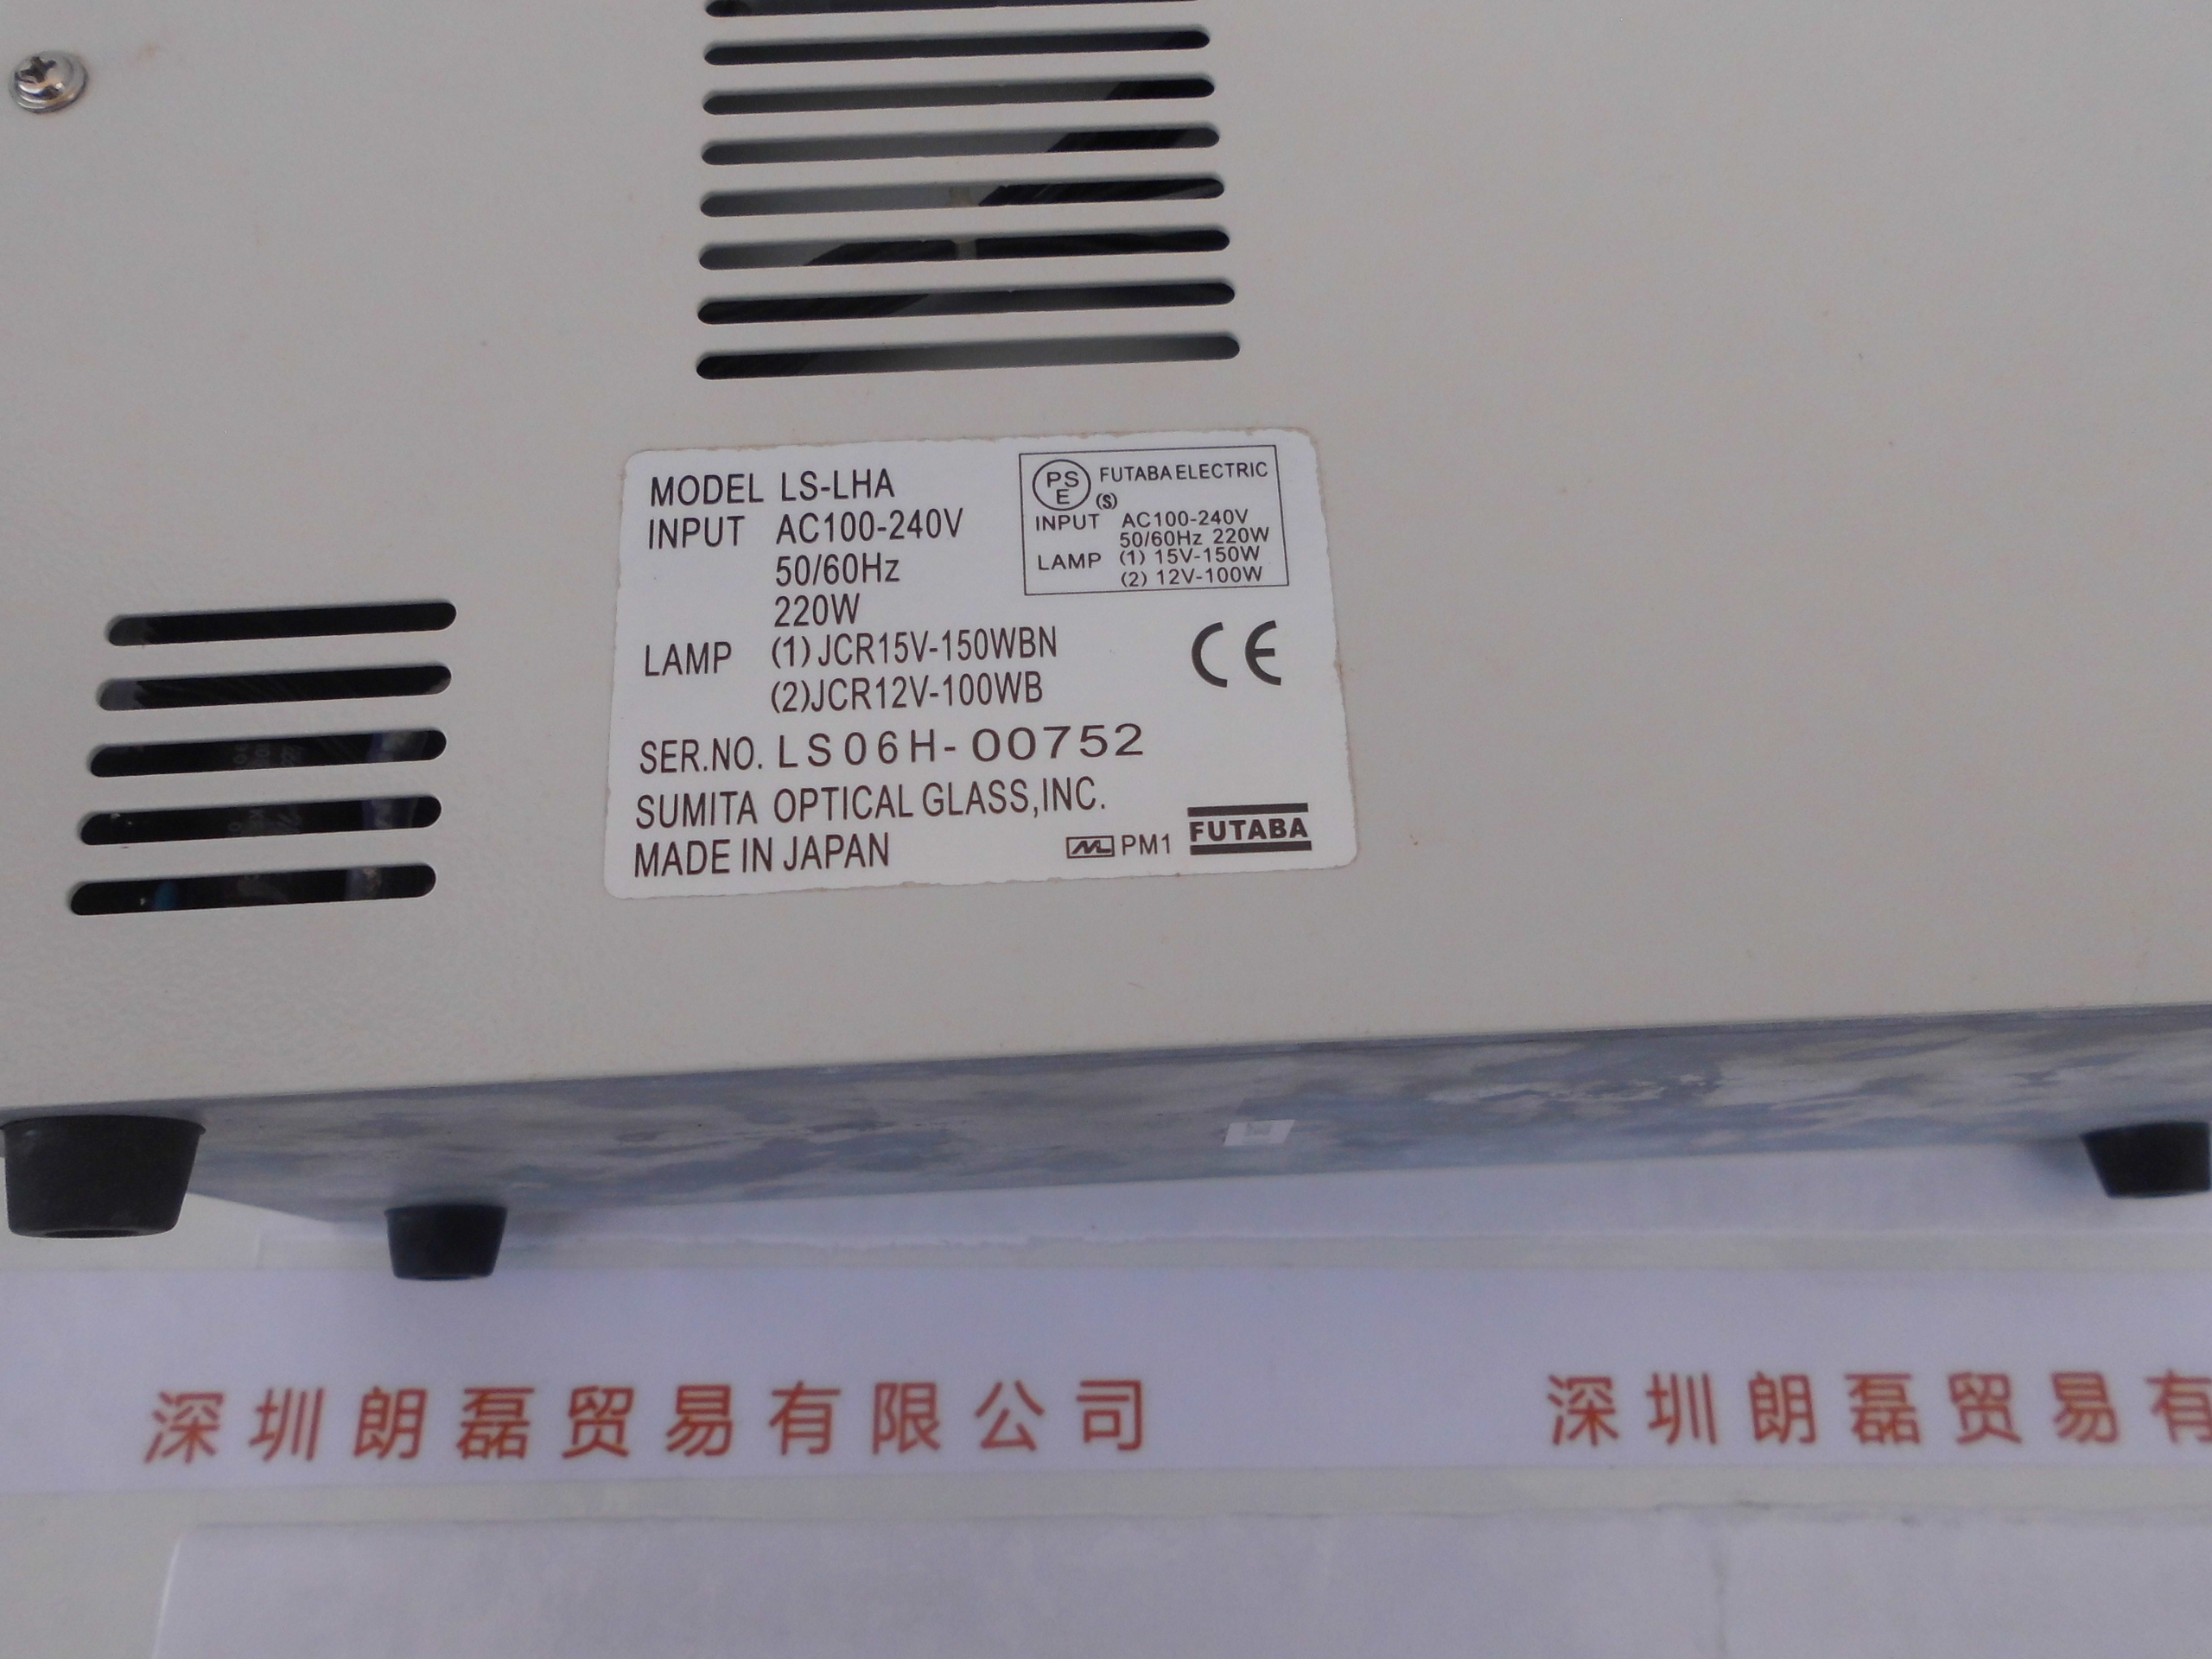 MODEL LS-LHA
INPUT AC100-240V
50/60Hz
220W
LAMP (1) JCR15V-150WBN
(2)JCR12V-100WB
SER.NO. LS06H-00752
SUMITA OPTICAL GLASS,INC.
MADE IN JAPAN
PS
E
FUTABA ELECTRIC
(S)
INPUT AC100-240V
50/60Hz 220W
LAMP (1) 15V-150W
(2) 12V-100W
CE
PM1
FUTABA
深圳朗磊贸易有限公司
深圳朗磊贸易有